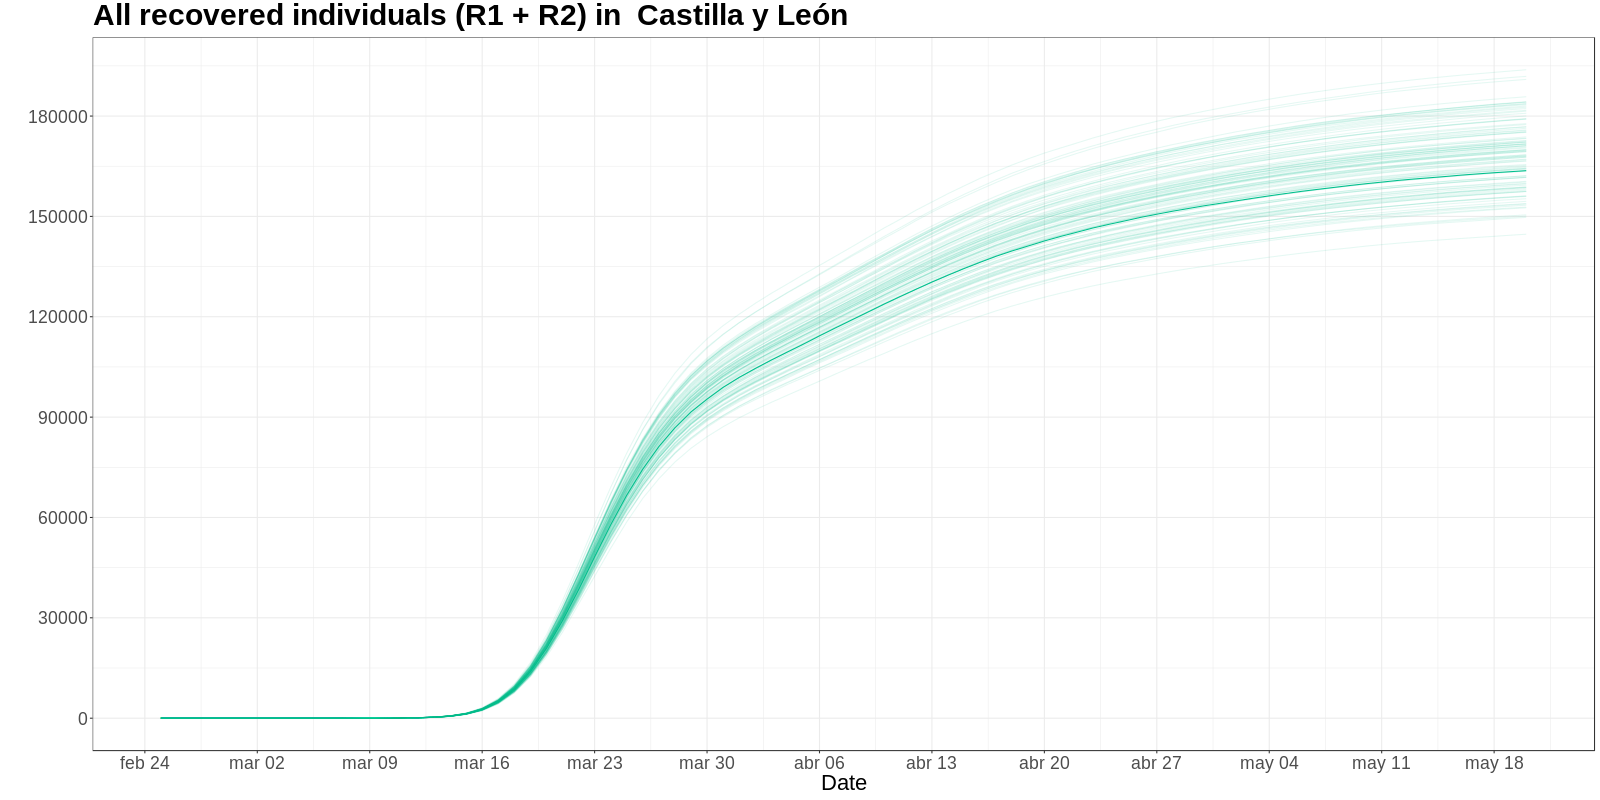 All recovered individuals (R1 + R2) in  Castilla y León
180000
150000
120000
90000
60000
30000
0
feb 24 mar 02 mar 09 mar 16 mar 23 mar 30 abr 06 abr 13 abr 20 abr 27 may 04 may 11 may 18
Date